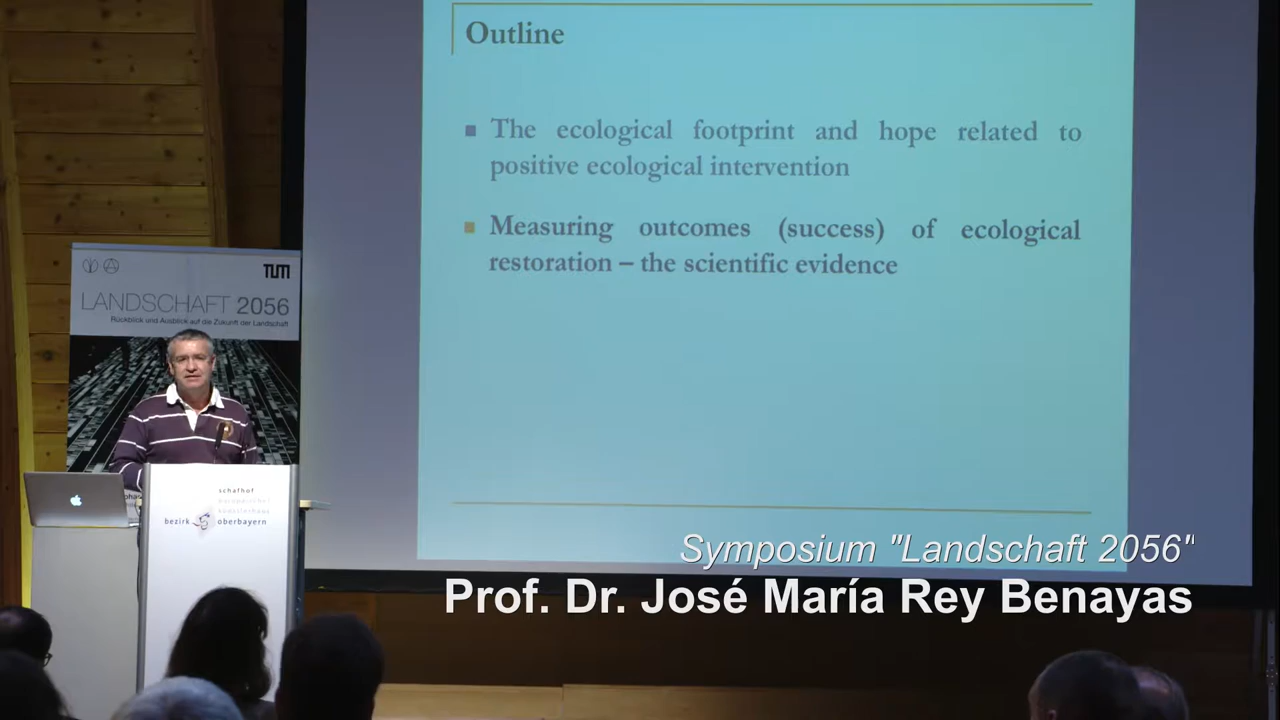 Outline
The ecological footprint and hope related to
positive ecological intervention
Measuring outcomes (success) of ecological
restoration – the scientific evidence
TUM
LANDSCHAFT 2056
Rückblick und Ausblick auf die Zukunft der Landschaft
schafhof
europäisches
künstlerhaus
bezirk oberbayern
Symposium "Landschaft 2056"
Prof. Dr. José María Rey Benayas